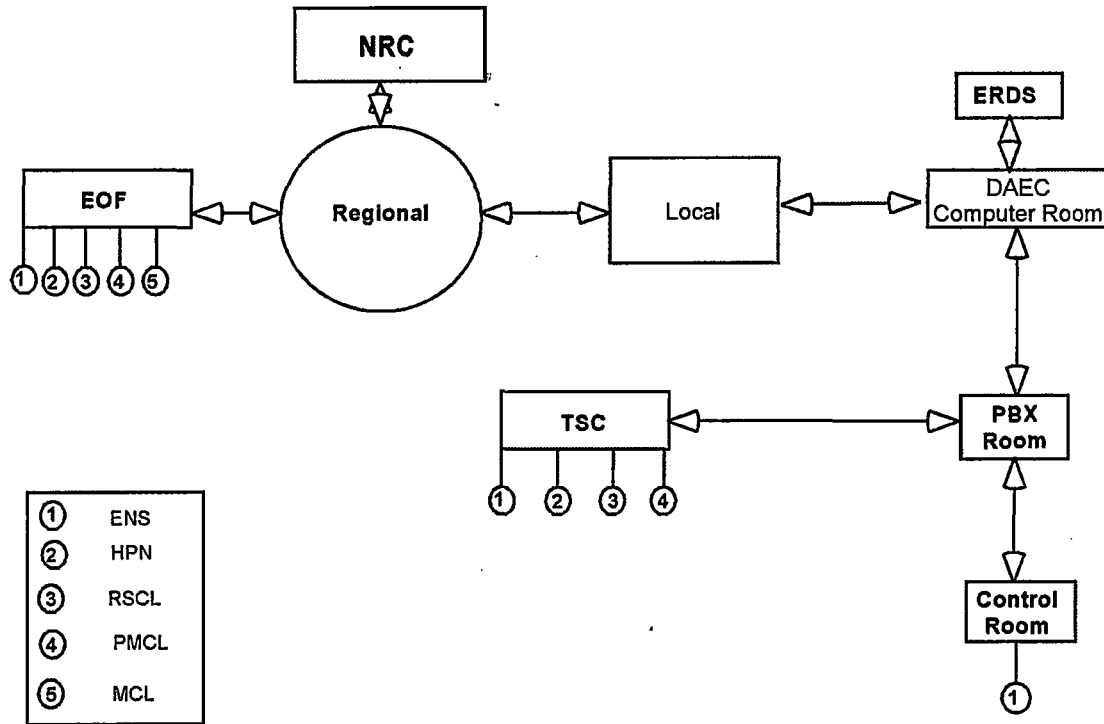 NRC
ERDS
EOF
Regional
Local
DAEC
Computer Room
1 2 3 4 5
TSC
PBX
Room
1 2 3 4
1 ENS
2 HPN
3 RSCL
4 PMCL
5 MCL
Control
Room
1